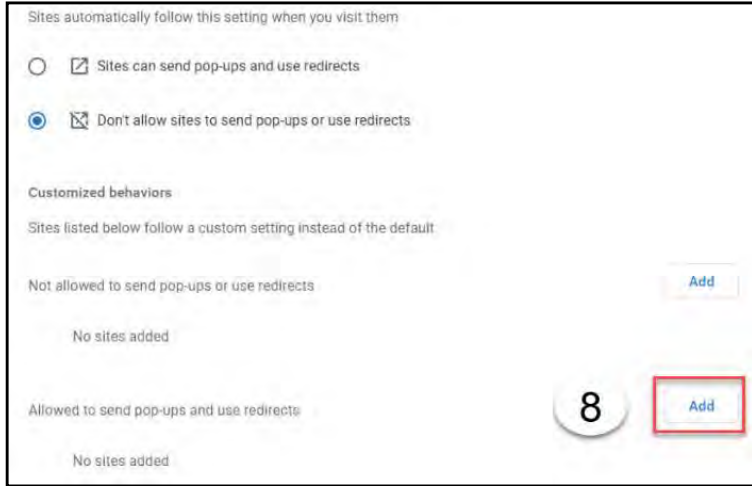 Sites automatically follow this setting when you visit them
Sites can send pop-ups and use redirects
Don't allow sites to send pop-ups or use redirects
Customized behaviors
Sites listed below follow a custom setting instead of the default
Not allowed to send pop-ups or use redirects
Add
No sites added
Allowed to send pop-ups and use redirects
8
Add
No sites added